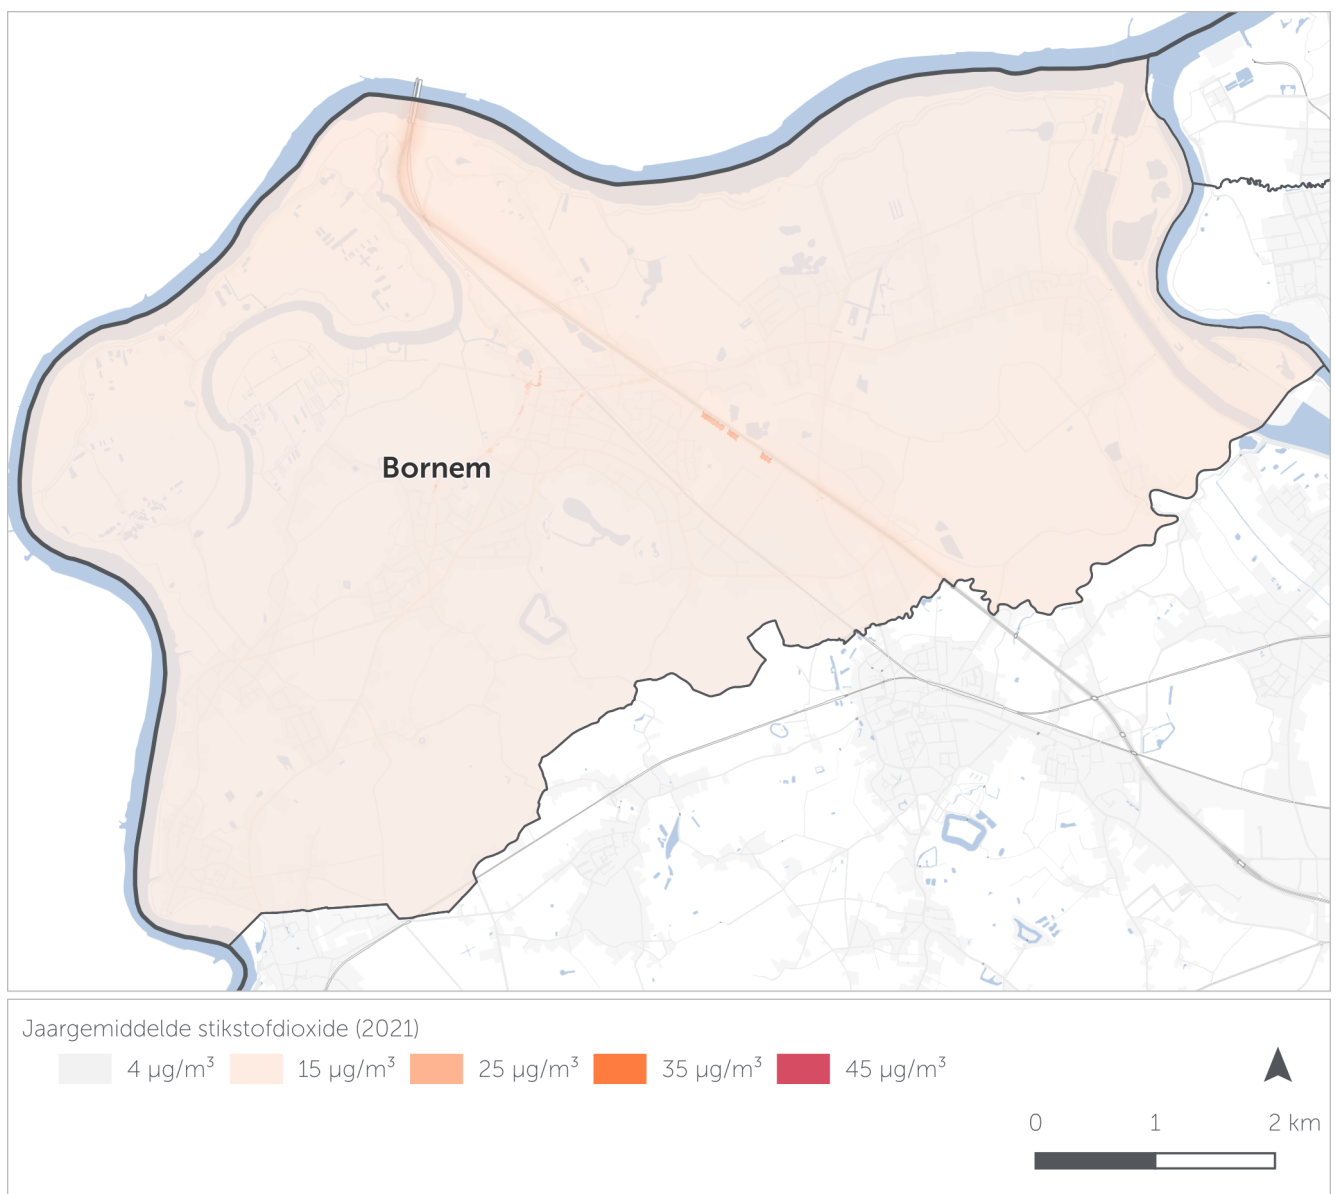 Bornem
Jaargemiddelde stikstofdioxide (2021)
4 µg/m³ 15 µg/m³ 25 µg/m³ 35 µg/m³ 45 µg/m³
0 1 2 km